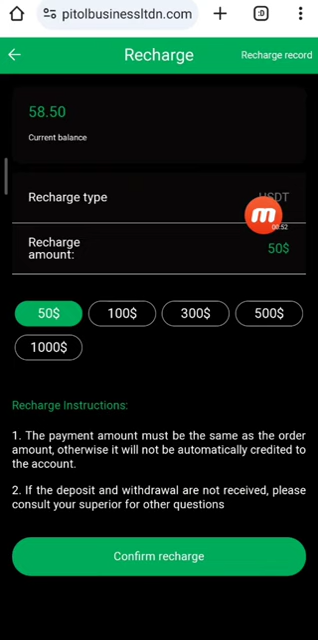 pitolbusinessltdn.com
:D
Recharge
Recharge record
58.50
Current balance
Recharge type
USDT
00:52
Recharge
amount:
50$
50$
100$
300$
500$
1000$
Recharge Instructions:
1. The payment amount must be the same as the order
amount, otherwise it will not be automatically credited to
the account.
2. If the deposit and withdrawal are not received, please
consult your superior for other questions
Confirm recharge